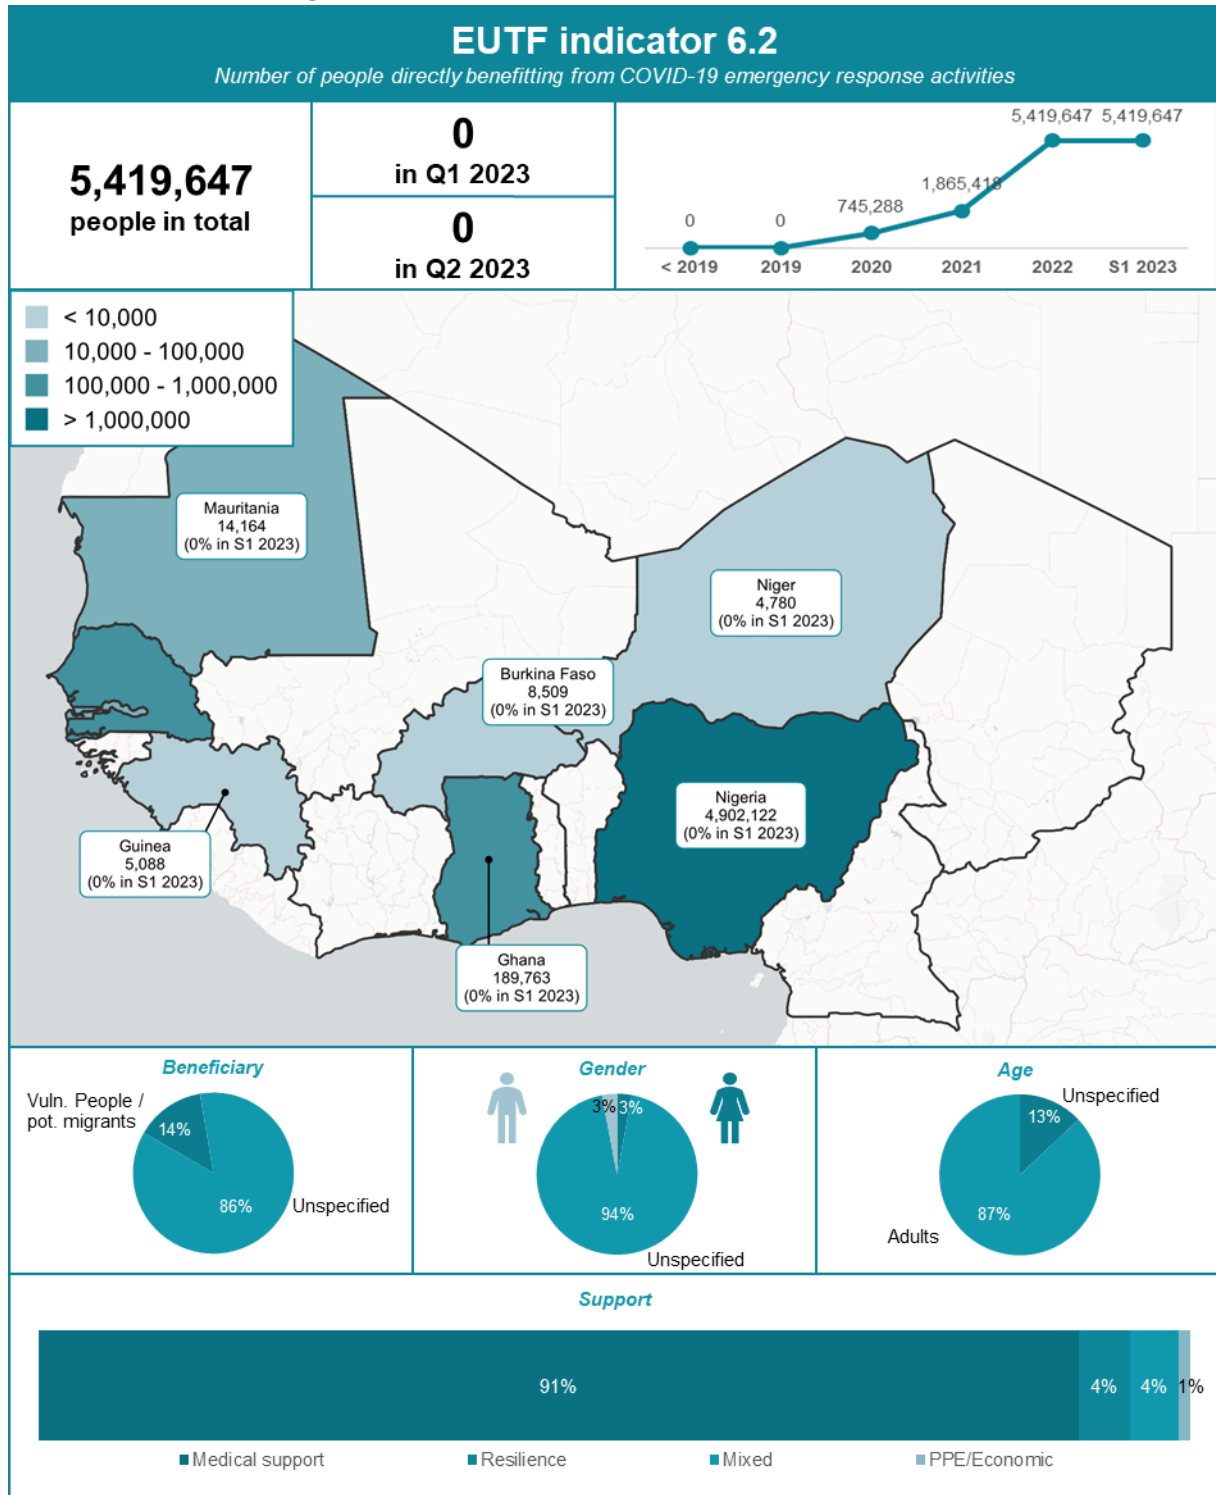 EUTF indicator 6.2
Number of people directly benefitting from COVID-19 emergency response activities
5,419,647
people in total
0
in Q1 2023
0
in Q2 2023
5,419,647
5,419,647
1,865,418
745,288
0
0
< 2019
2019
2020
2021
2022
S1 2023
< 10,000
10,000 - 100,000
100,000 - 1,000,000
> 1,000,000
Mauritania
14,164
(0% in S1 2023)
Niger
4,780
(0% in S1 2023)
Burkina Faso
8,509
(0% in S1 2023)
Nigeria
4,902,122
(0% in S1 2023)
Guinea
5,088
(0% in S1 2023)
Ghana
189,763
(0% in S1 2023)
Beneficiary
Vuln. People /
pot. migrants
14%
86%
Unspecified
Gender
3%
3%
94%
Unspecified
Age
Unspecified
13%
87%
Adults
Support
91%
4%
4%
1%
Medical support
Resilience
Mixed
PPE/Economic